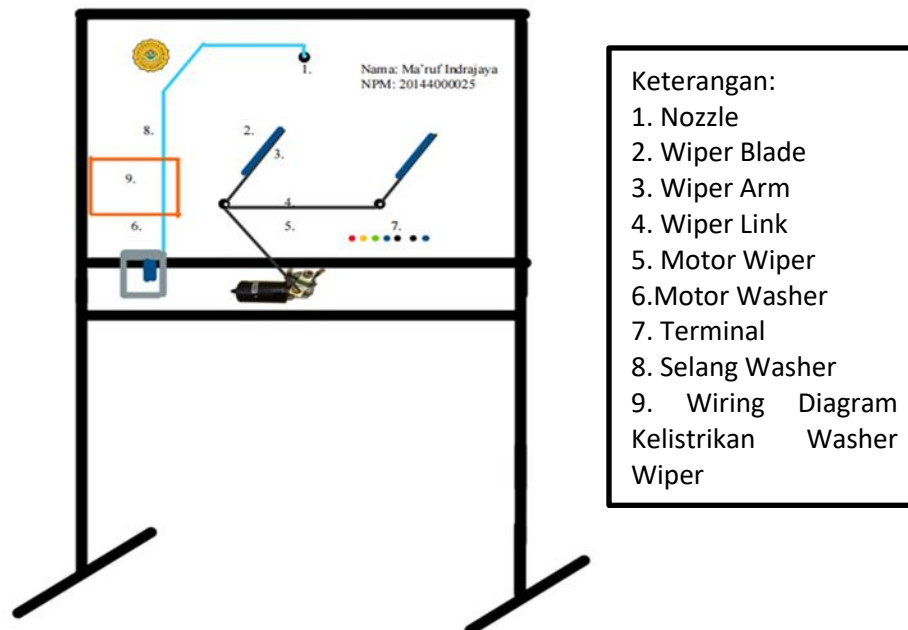 1.
Nama: Ma'ruf Indrajaya
NPM: 20144000025
8.
2.
3.
9.
4.
6.
5.
7.
Keterangan:
1. Nozzle
2. Wiper Blade
3. Wiper Arm
4. Wiper Link
5. Motor Wiper
6.Motor Washer
7. Terminal
8. Selang Washer
9. Wiring Diagram
Kelistrikan Washer
Wiper